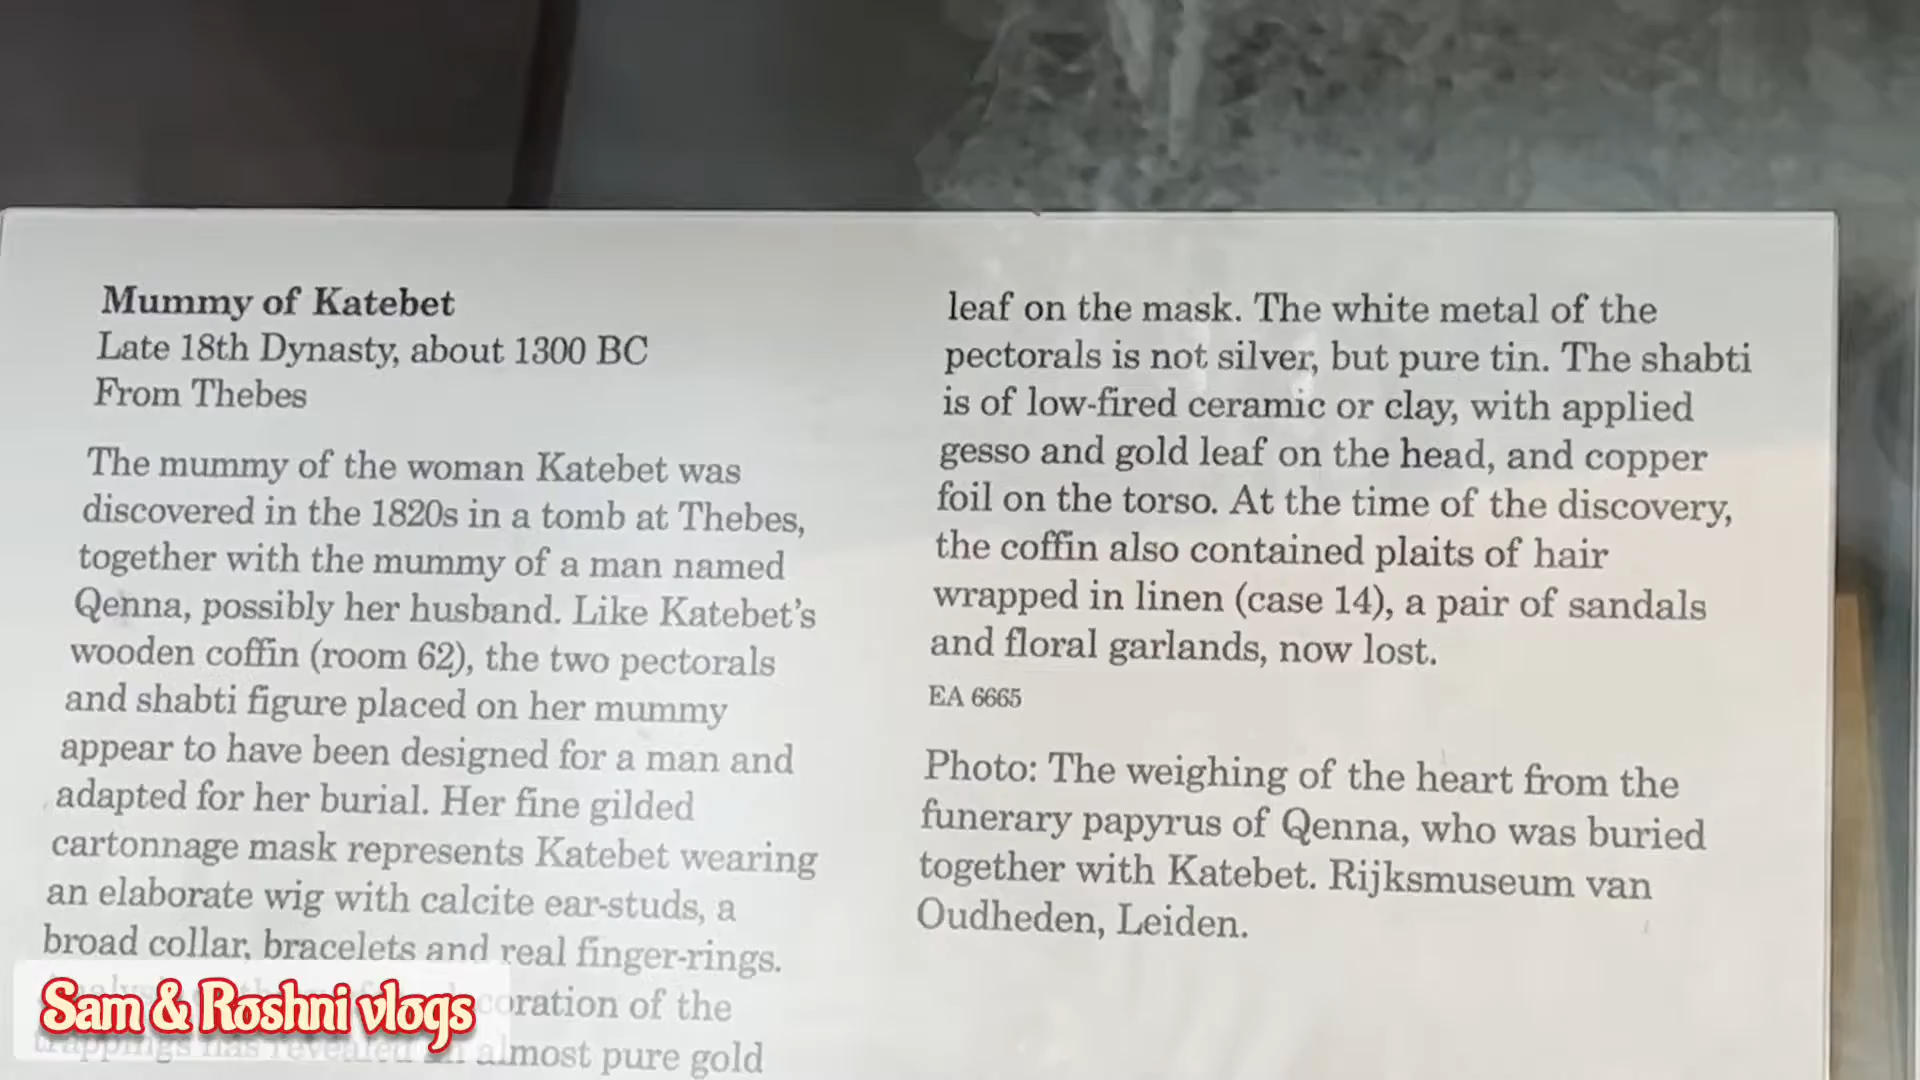 Mummy of Katebet
Late 18th Dynasty, about 1300 BC
From Thebes
The mummy of the woman Katebet was
discovered in the 1820s in a tomb at Thebes,
together with the mummy of a man named
Qenna, possibly her husband. Like Katebet's
wooden coffin (room 62), the two pectorals
and shabti figure placed on her mummy
appear to have been designed for a man and
adapted for her burial. Her fine gilded
cartonnage mask represents Katebet wearing
an elaborate wig with calcite ear-studs, a
broad collar, bracelets and real finger-rings.
of the
trappings has revealed an almost pure gold
leaf on the mask. The white metal of the
pectorals is not silver, but pure tin. The shabti
is of low-fired ceramic or clay, with applied
gesso and gold leaf on the head, and copper
foil on the torso. At the time of the discovery,
the coffin also contained plaits of hair
wrapped in linen (case 14), a pair of sandals
and floral garlands, now lost.
EA 6665
Photo: The weighing of the heart from the
funerary papyrus of Qenna, who was buried
together with Katebet. Rijksmuseum van
Oudheden, Leiden.
Sam & Roshni vlogs